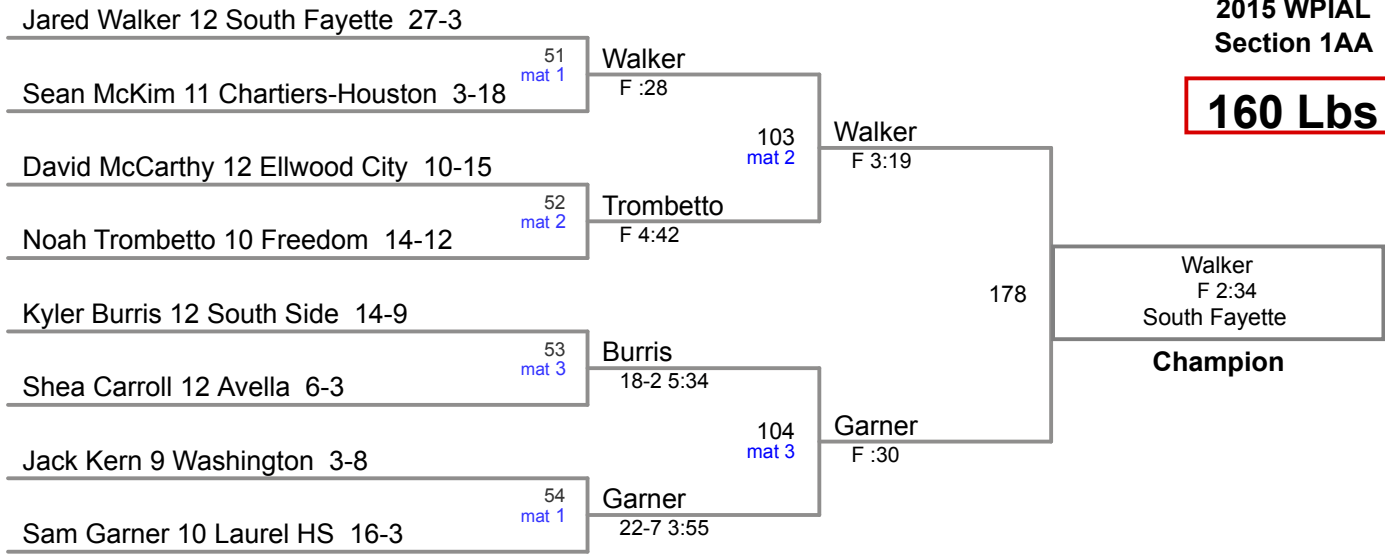 2015 WPIAL
Section 1AA
160 Lbs
Jared Walker 12 South Fayette 27-3
51
mat 1
Sean McKim 11 Chartiers-Houston 3-18
Walker
F :28
David McCarthy 12 Ellwood City 10-15
52
mat 2
Noah Trombetto 10 Freedom 14-12
Trombetto
F 4:42
103
mat 2
Walker
F 3:19
Kyler Burris 12 South Side 14-9
53
mat 3
Shea Carroll 12 Avella 6-3
Burris
18-2 5:34
Jack Kern 9 Washington 3-8
54
mat 1
Sam Garner 10 Laurel HS 16-3
Garner
22-7 3:55
104
mat 3
Garner
F :30
178
Walker
F 2:34
South Fayette
Champion